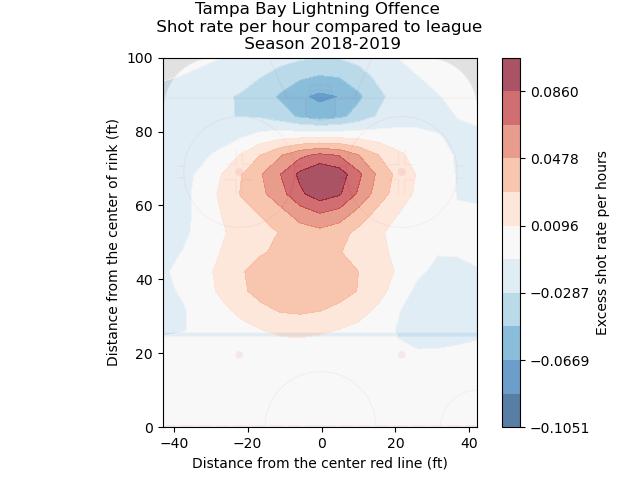 Tampa Bay Lightning Offence
Shot rate per hour compared to league
Season 2018-2019
Distance from the center of rink (ft)
100
80
60
40
20
0
−40
−20
0
20
40
Distance from the center red line (ft)
0.0860
0.0478
0.0096
−0.0287
−0.0669
−0.1051
Excess shot rate per hours